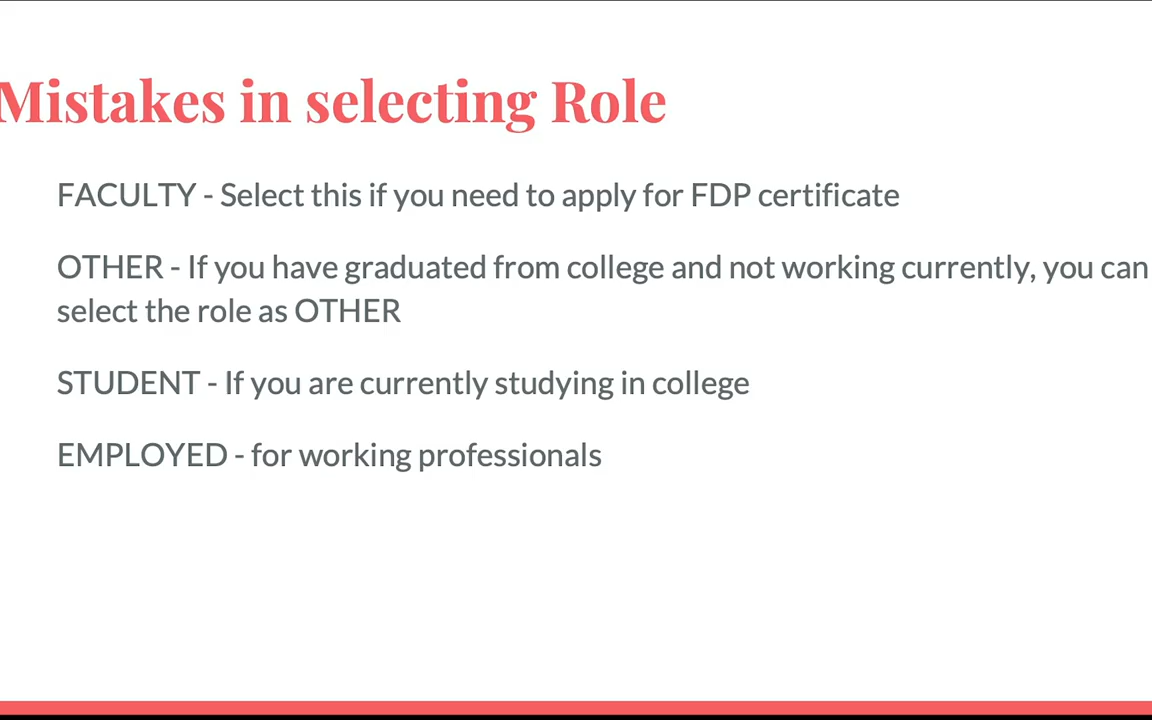 Mistakes in selecting Role
FACULTY - Select this if you need to apply for FDP certificate
OTHER - If you have graduated from college and not working currently, you can
select the role as OTHER
STUDENT - If you are currently studying in college
EMPLOYED - for working professionals